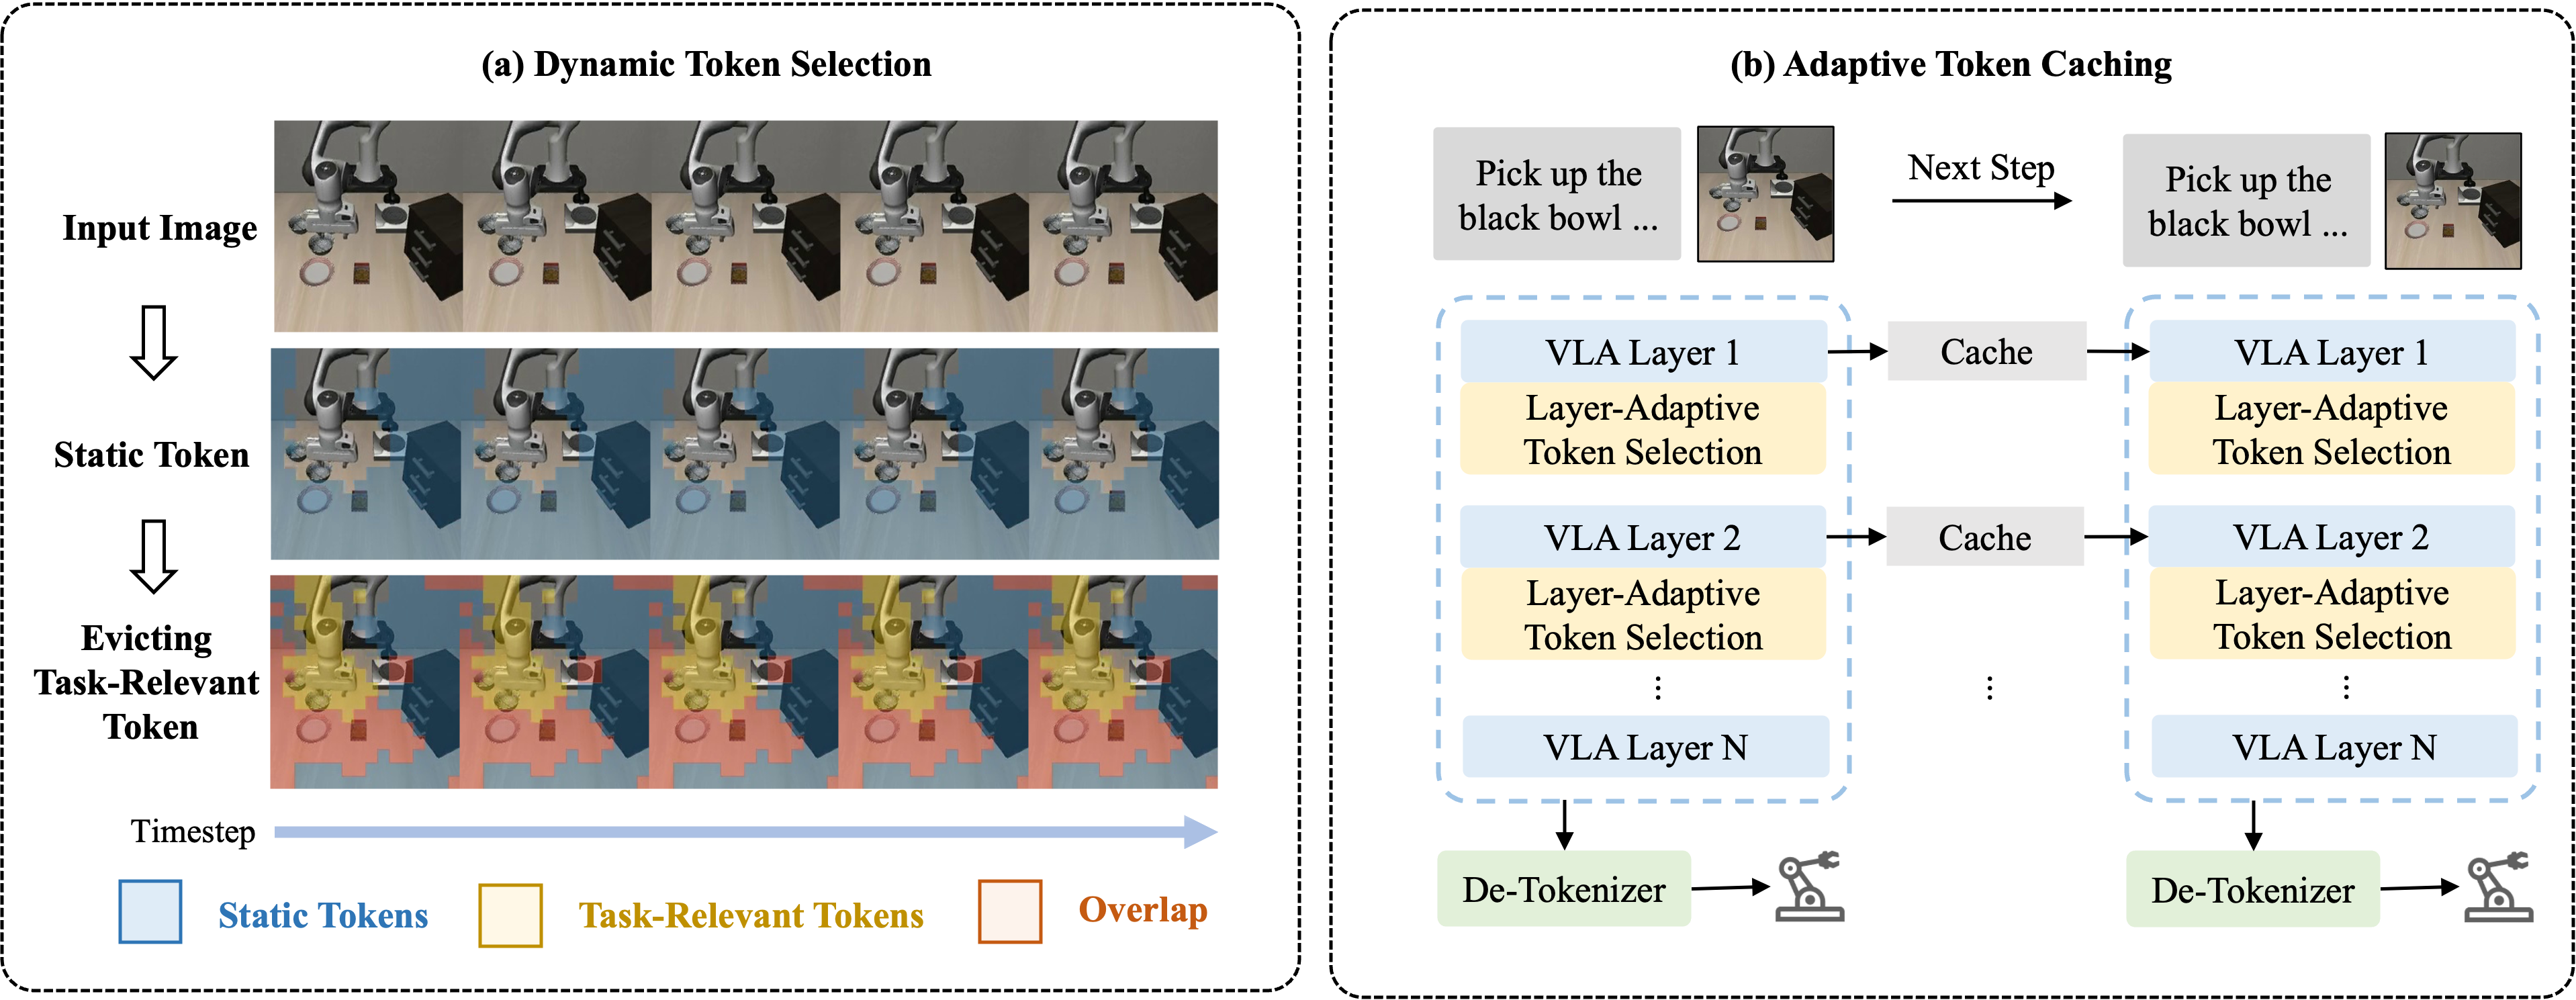 (a) Dynamic Token Selection
Input Image
Static Token
Evicting
Task-Relevant
Token
Timestep
Static Tokens
Task-Relevant Tokens
Overlap
(b) Adaptive Token Caching
Pick up the
black bowl ...
Next Step
Pick up the
black bowl ...
VLA Layer 1
Cache
VLA Layer 1
Layer-Adaptive
Token Selection
Layer-Adaptive
Token Selection
VLA Layer 2
Cache
VLA Layer 2
Layer-Adaptive
Token Selection
Layer-Adaptive
Token Selection
⋮
⋮
⋮
VLA Layer N
VLA Layer N
De-Tokenizer
De-Tokenizer